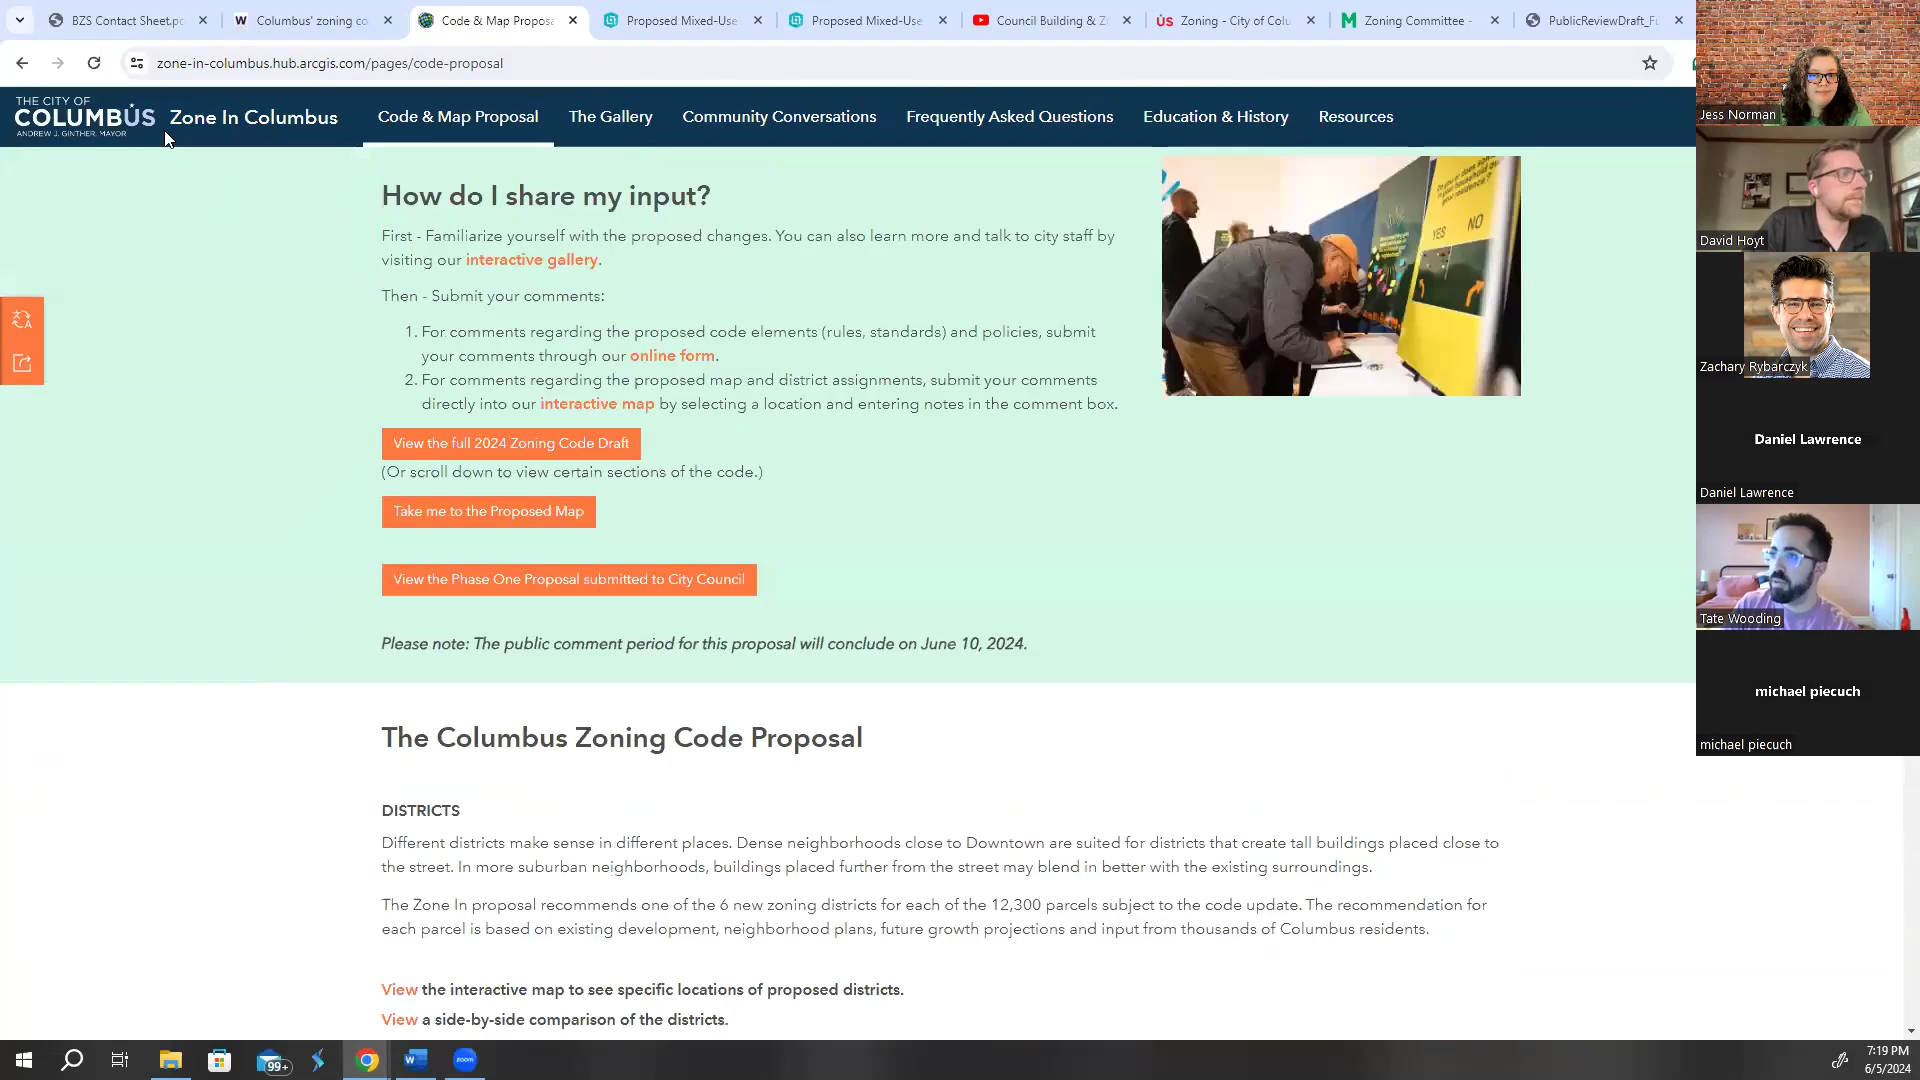 BZS Contact Sheet.pd
Columbus' zoning co
Code & Map Proposa
Proposed Mixed-Use
Proposed Mixed-Use
Council Building & Z
Zoning - City of Colu
Zoning Committee -
PublicReviewDraft_Fu
zone-in-columbus.hub.arcgis.com/pages/code-proposal
THE CITY OF
COLUMBUS
ANDREW J. GINTHER, MAYOR
Zone In Columbus
Code & Map Proposal
The Gallery
Community Conversations
Frequently Asked Questions
Education & History
Resources
How do I share my input?
First - Familiarize yourself with the proposed changes. You can also learn more and talk to city staff by
visiting our interactive gallery.
Then - Submit your comments:
1. For comments regarding the proposed code elements (rules, standards) and policies, submit
your comments through our online form.
2. For comments regarding the proposed map and district assignments, submit your comments
directly into our interactive map by selecting a location and entering notes in the comment box.
View the full 2024 Zoning Code Draft
(Or scroll down to view certain sections of the code.)
Take me to the Proposed Map
View the Phase One Proposal submitted to City Council
Please note: The public comment period for this proposal will conclude on June 10, 2024.
YES
NO
The Columbus Zoning Code Proposal
DISTRICTS
Different districts make sense in different places. Dense neighborhoods close to Downtown are suited for districts that create tall buildings placed close to
the street. In more suburban neighborhoods, buildings placed further from the street may blend in better with the existing surroundings.
The Zone In proposal recommends one of the 6 new zoning districts for each of the 12,300 parcels subject to the code update. The recommendation for
each parcel is based on existing development, neighborhood plans, future growth projections and input from thousands of Columbus residents.
View the interactive map to see specific locations of proposed districts.
View a side-by-side comparison of the districts.
Jess Norman
David Hoyt
Zachary Rybarczyk
Daniel Lawrence
Daniel Lawrence
Tate Wooding
michael piecuch
michael piecuch
99+
zoom
7:19 PM
6/5/2024